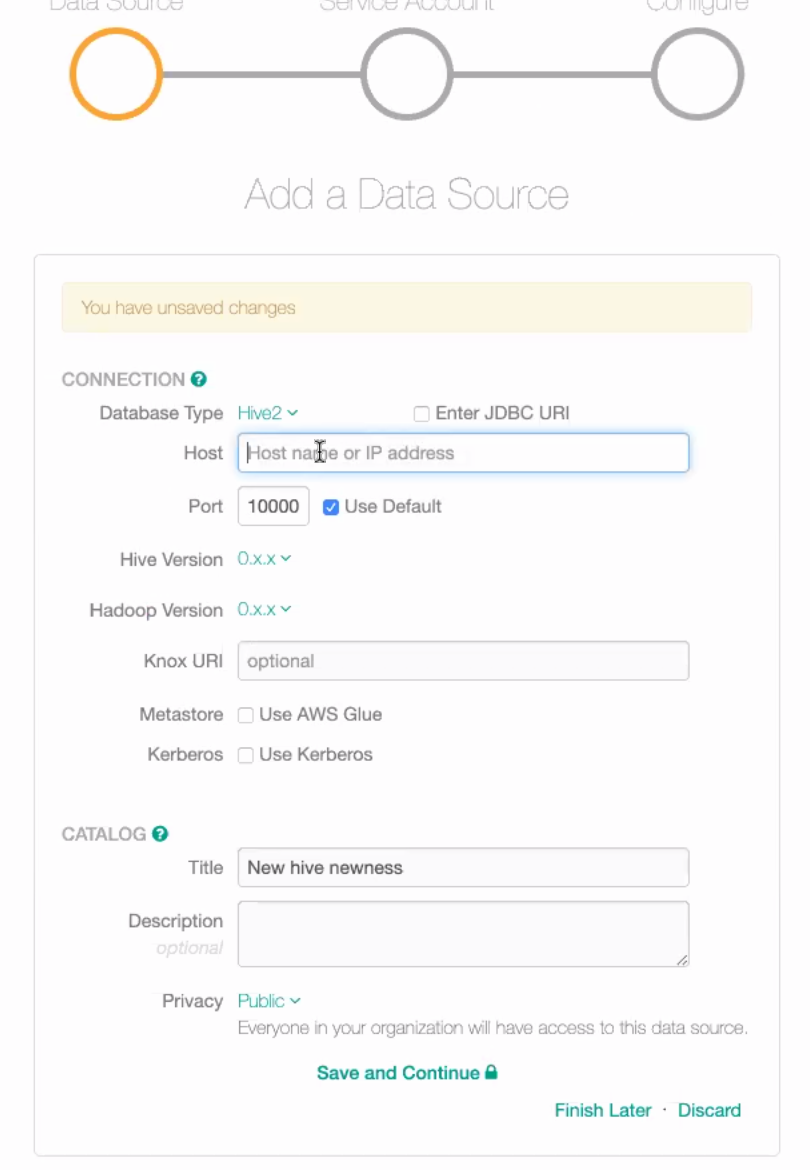 Data Source Service Account Configure
Add a Data Source
You have unsaved changes
CONNECTION ?
Database Type Hive2 Enter JDBC URI
Host Host name or IP address
Port 10000 Use Default
Hive Version 0.x.x
Hadoop Version 0.x.x
Knox URI optional
Metastore Use AWS Glue
Kerberos Use Kerberos
CATALOG ?
Title New hive newness
Description
optional
Privacy Public
Everyone in your organization will have access to this data source.
Save and Continue
Finish Later · Discard